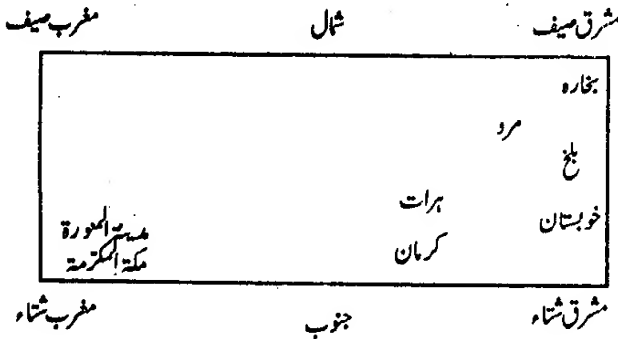 مشرق صیف شمال مغرب صیف
بخارہ
مرو
بلخ
ہرات
خوبستان
مدینۃ المنورۃ
کرمان
مکۃ المکرمۃ
مشرق شتاء جنوب مغرب شتاء